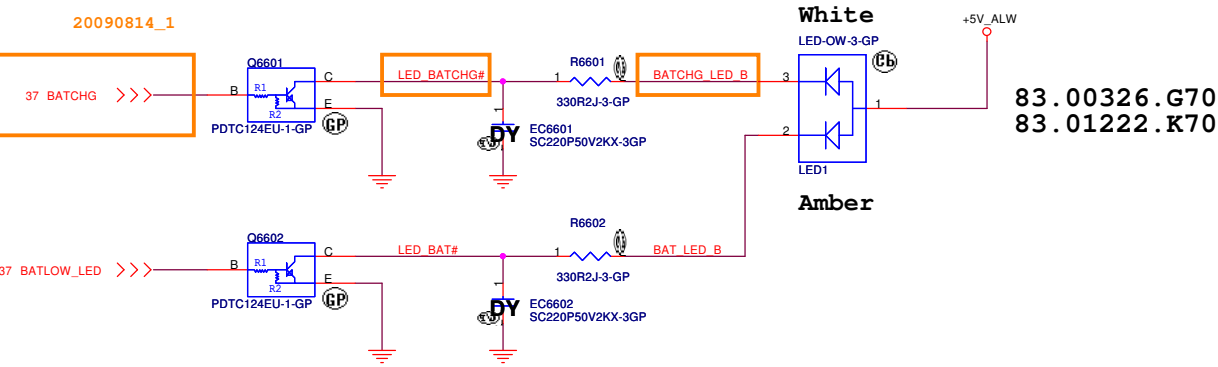 White
20090814_1
+5V_ALW
LED-OW-3-GP
Q6601
R6601
LED_BATCHG#
BATCHG_LED_B
37 BATCHG
B
R1
C
1
3
R2
E
330R2J-3-GP
1
83.00326.G70
83.01222.K70
PDTC124EU-1-GP
GP
1
DY
EC6601
SC220P50V2KX-3GP
2
LED1
Amber
Q6602
R6602
LED_BAT#
BAT_LED_B
37 BATLOW_LED
B
R1
C
1
R2
E
330R2J-3-GP
PDTC124EU-1-GP
GP
1
DY
EC6602
SC220P50V2KX-3GP